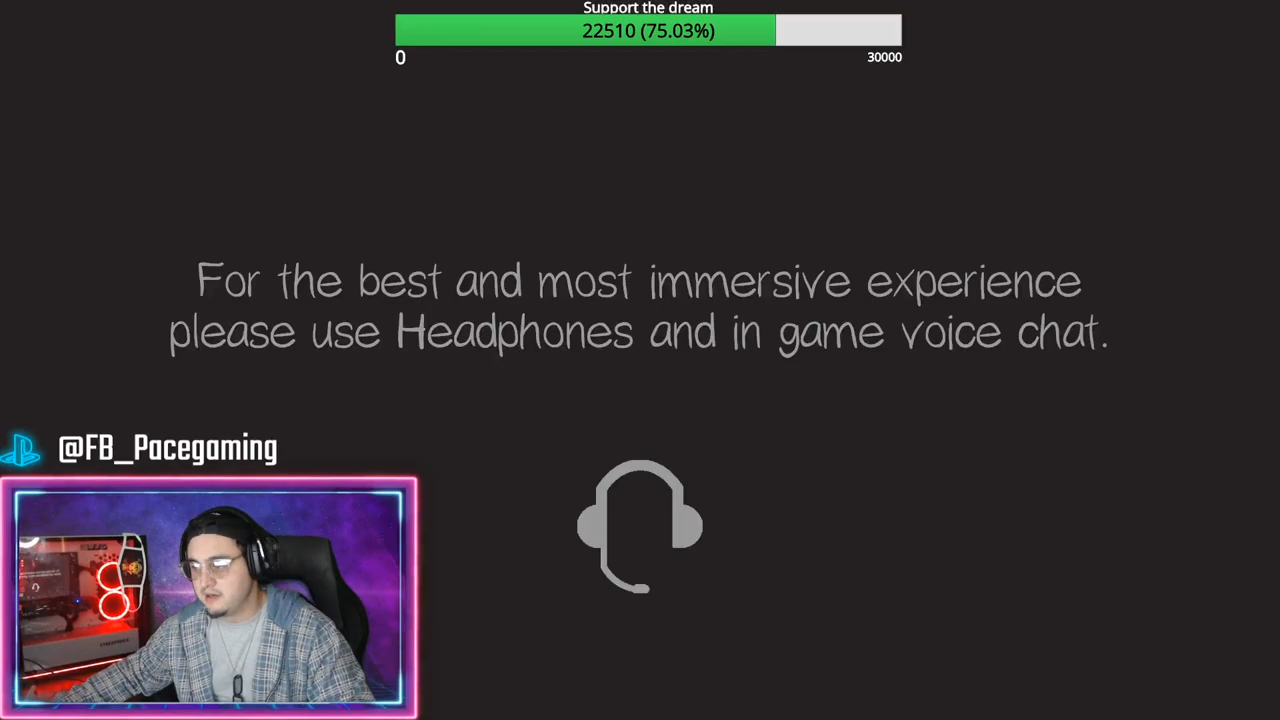 Support the dream
22510 (75.03%)
0
30000
For the best and most immersive experience
please use Headphones and in game voice chat.
@FB_Pacegaming